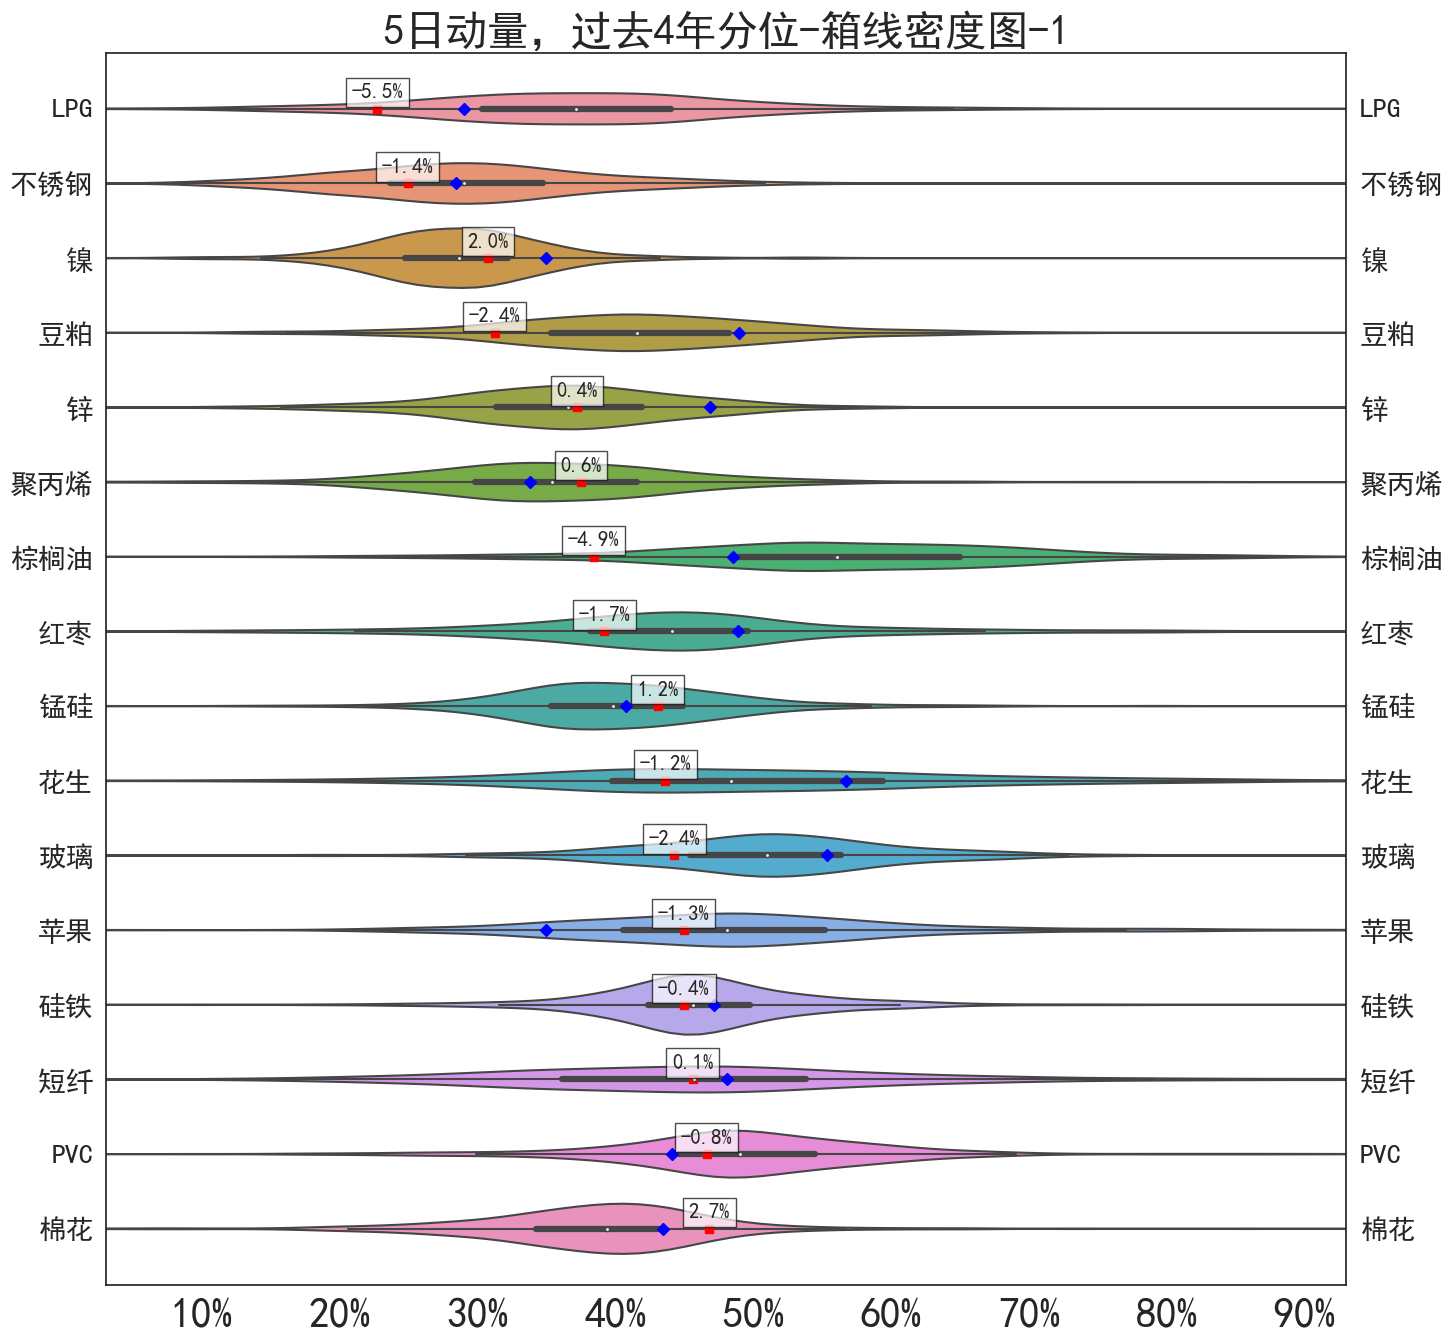 5日动量，过去4年分位-箱线密度图-1
LPG -5.5% LPG
不锈钢 -1.4% 不锈钢
镍 2.0% 镍
豆粕 -2.4% 豆粕
锌 0.4% 锌
聚丙烯 0.6% 聚丙烯
棕榈油 -4.9% 棕榈油
红枣 -1.7% 红枣
锰硅 1.2% 锰硅
花生 -1.2% 花生
玻璃 -2.4% 玻璃
苹果 -1.3% 苹果
硅铁 -0.4% 硅铁
短纤 0.1% 短纤
PVC -0.8% PVC
棉花 2.7% 棉花
10% 20% 30% 40% 50% 60% 70% 80% 90%